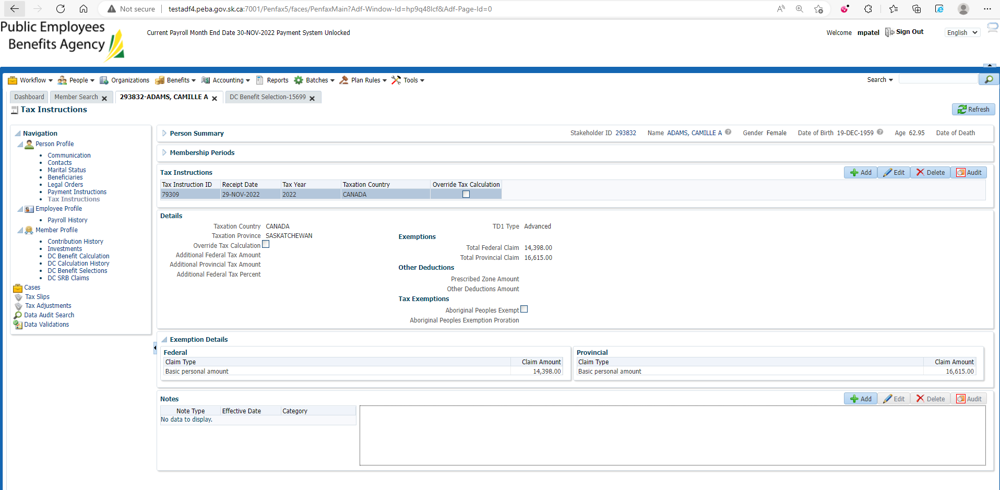 Not secure testadf4.peba.gov.sk.ca:7001/Penfax5/faces/PenfaxMain?Adf-Window-Id=hp9q48lcf&Adf-Page-Id=0
Public Employees
Benefits Agency
Current Payroll Month End Date 30-NOV-2022 Payment System Unlocked
Welcome mpatel Sign Out English
Workflow People Organizations Benefits Accounting Reports Batches Plan Rules Tools Search
Dashboard Member Search 293832-ADAMS, CAMILLE A DC Benefit Selection-15699
Tax Instructions Refresh
Navigation
Person Profile
Communication
Contacts
Marital Status
Beneficiaries
Legal Orders
Payment Instructions
Tax Instructions
Employee Profile
Payroll History
Member Profile
Contribution History
Investments
DC Benefit Calculation
DC Calculation History
DC Benefit Selections
DC SRB Claims
Cases
Tax Slips
Tax Adjustments
Data Audit Search
Data Validations
Person Summary Stakeholder ID 293832 Name ADAMS, CAMILLE A Gender Female Date of Birth 19-DEC-1959 Age 62.95 Date of Death
Membership Periods
Tax Instructions Add Edit Delete Audit
Tax Instruction ID Receipt Date Tax Year Taxation Country Override Tax Calculation
79309 29-NOV-2022 2022 CANADA
Details
Taxation Country CANADA
Taxation Province SASKATCHEWAN
Override Tax Calculation
Additional Federal Tax Amount
Additional Provincial Tax Amount
Additional Federal Tax Percent
TD1 Type Advanced
Exemptions
Total Federal Claim 14,398.00
Total Provincial Claim 16,615.00
Other Deductions
Prescribed Zone Amount
Other Deductions Amount
Tax Exemptions
Aboriginal Peoples Exempt
Aboriginal Peoples Exemption Proration
Exemption Details
Federal
Claim Type Claim Amount
Basic personal amount 14,398.00
Provincial
Claim Type Claim Amount
Basic personal amount 16,615.00
Notes Add Edit Delete Audit
Note Type Effective Date Category
No data to display.